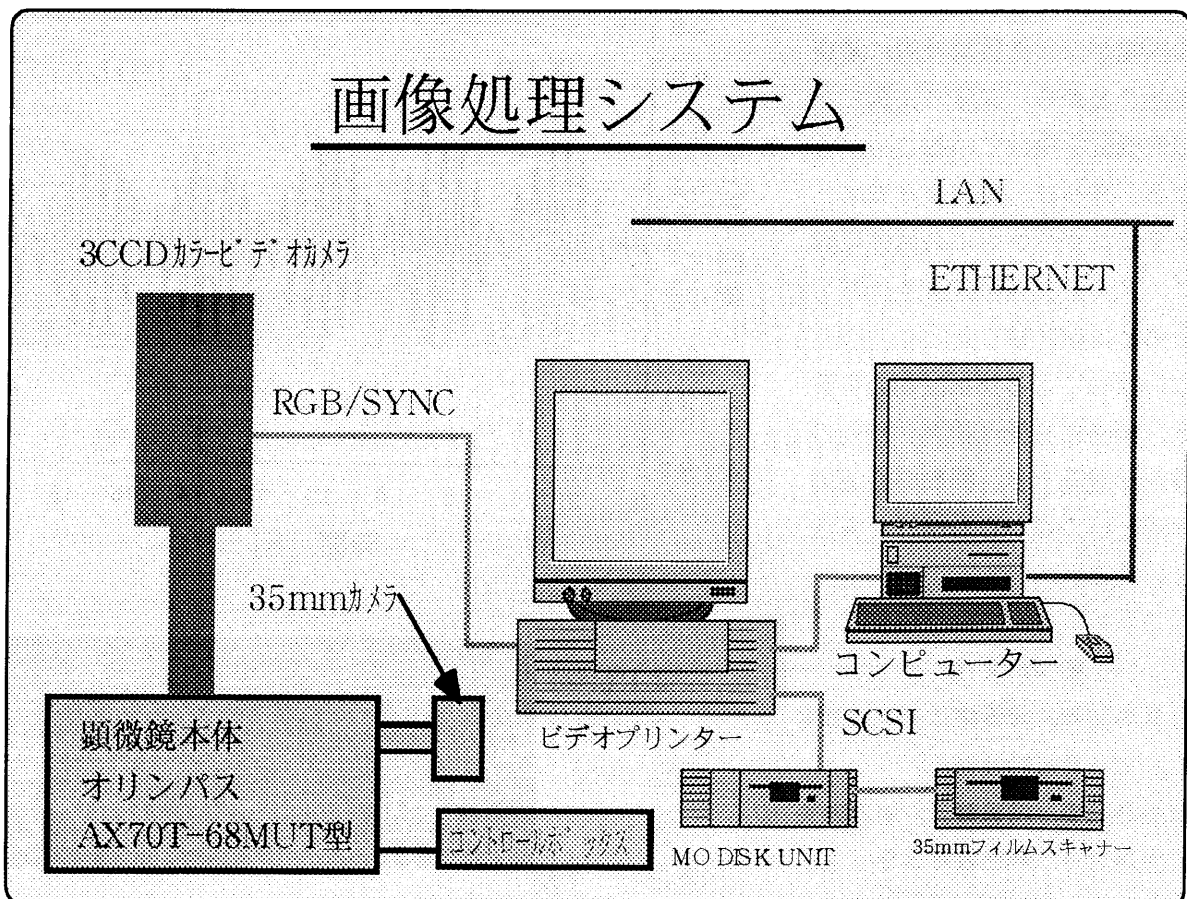 画像処理システム
LAN
3CCDカラービデオカメラ
ETHERNET
RGB/SYNC
35mmカメラ
コンピューター
ビデオプリンター
SCSI
顕微鏡本体
オリンパス
AX70T-68MUT型
コントロールボックス
MO DISK UNIT
35mmフィルムスキャナー